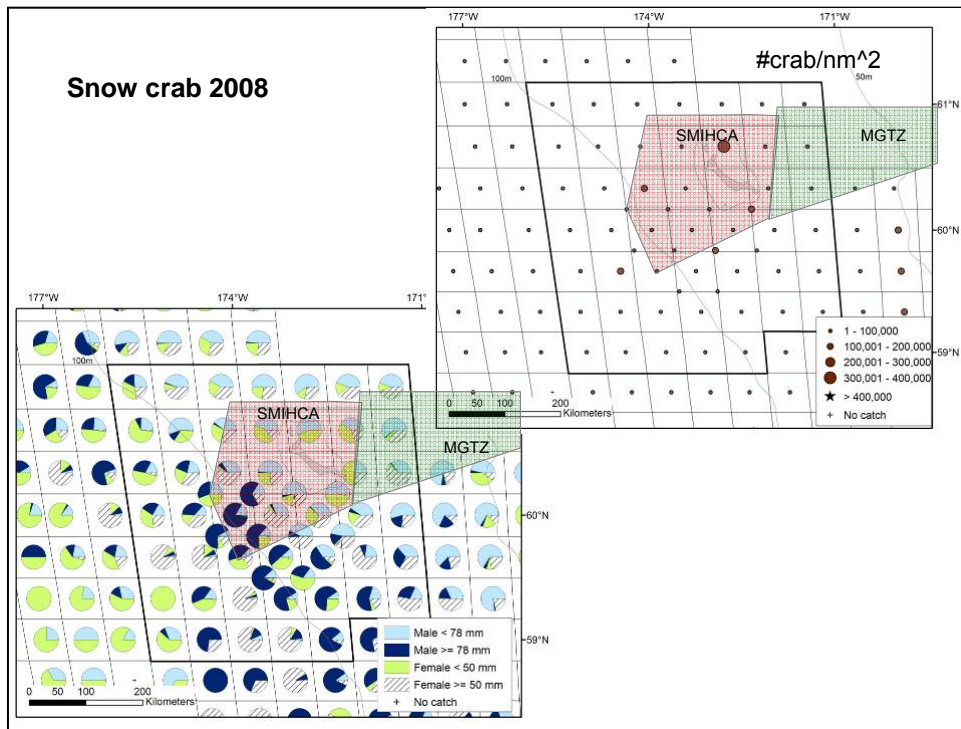 Snow crab 2008
177°W 174°W 171°W
#crab/nm^2
100m
50m
61°N
SMIHCA
MGTZ
60°N
59°N
1 - 100,000
100,001 - 200,000
200,001 - 300,000
300,001 - 400,000
> 400,000
No catch
0 50 100 200
Kilometers
177°W 174°W 171°
100m
SMIHCA
MGTZ
60°N
59°N
Male < 78 mm
Male >= 78 mm
Female < 50 mm
Female >= 50 mm
No catch
0 50 100 200
Kilometers